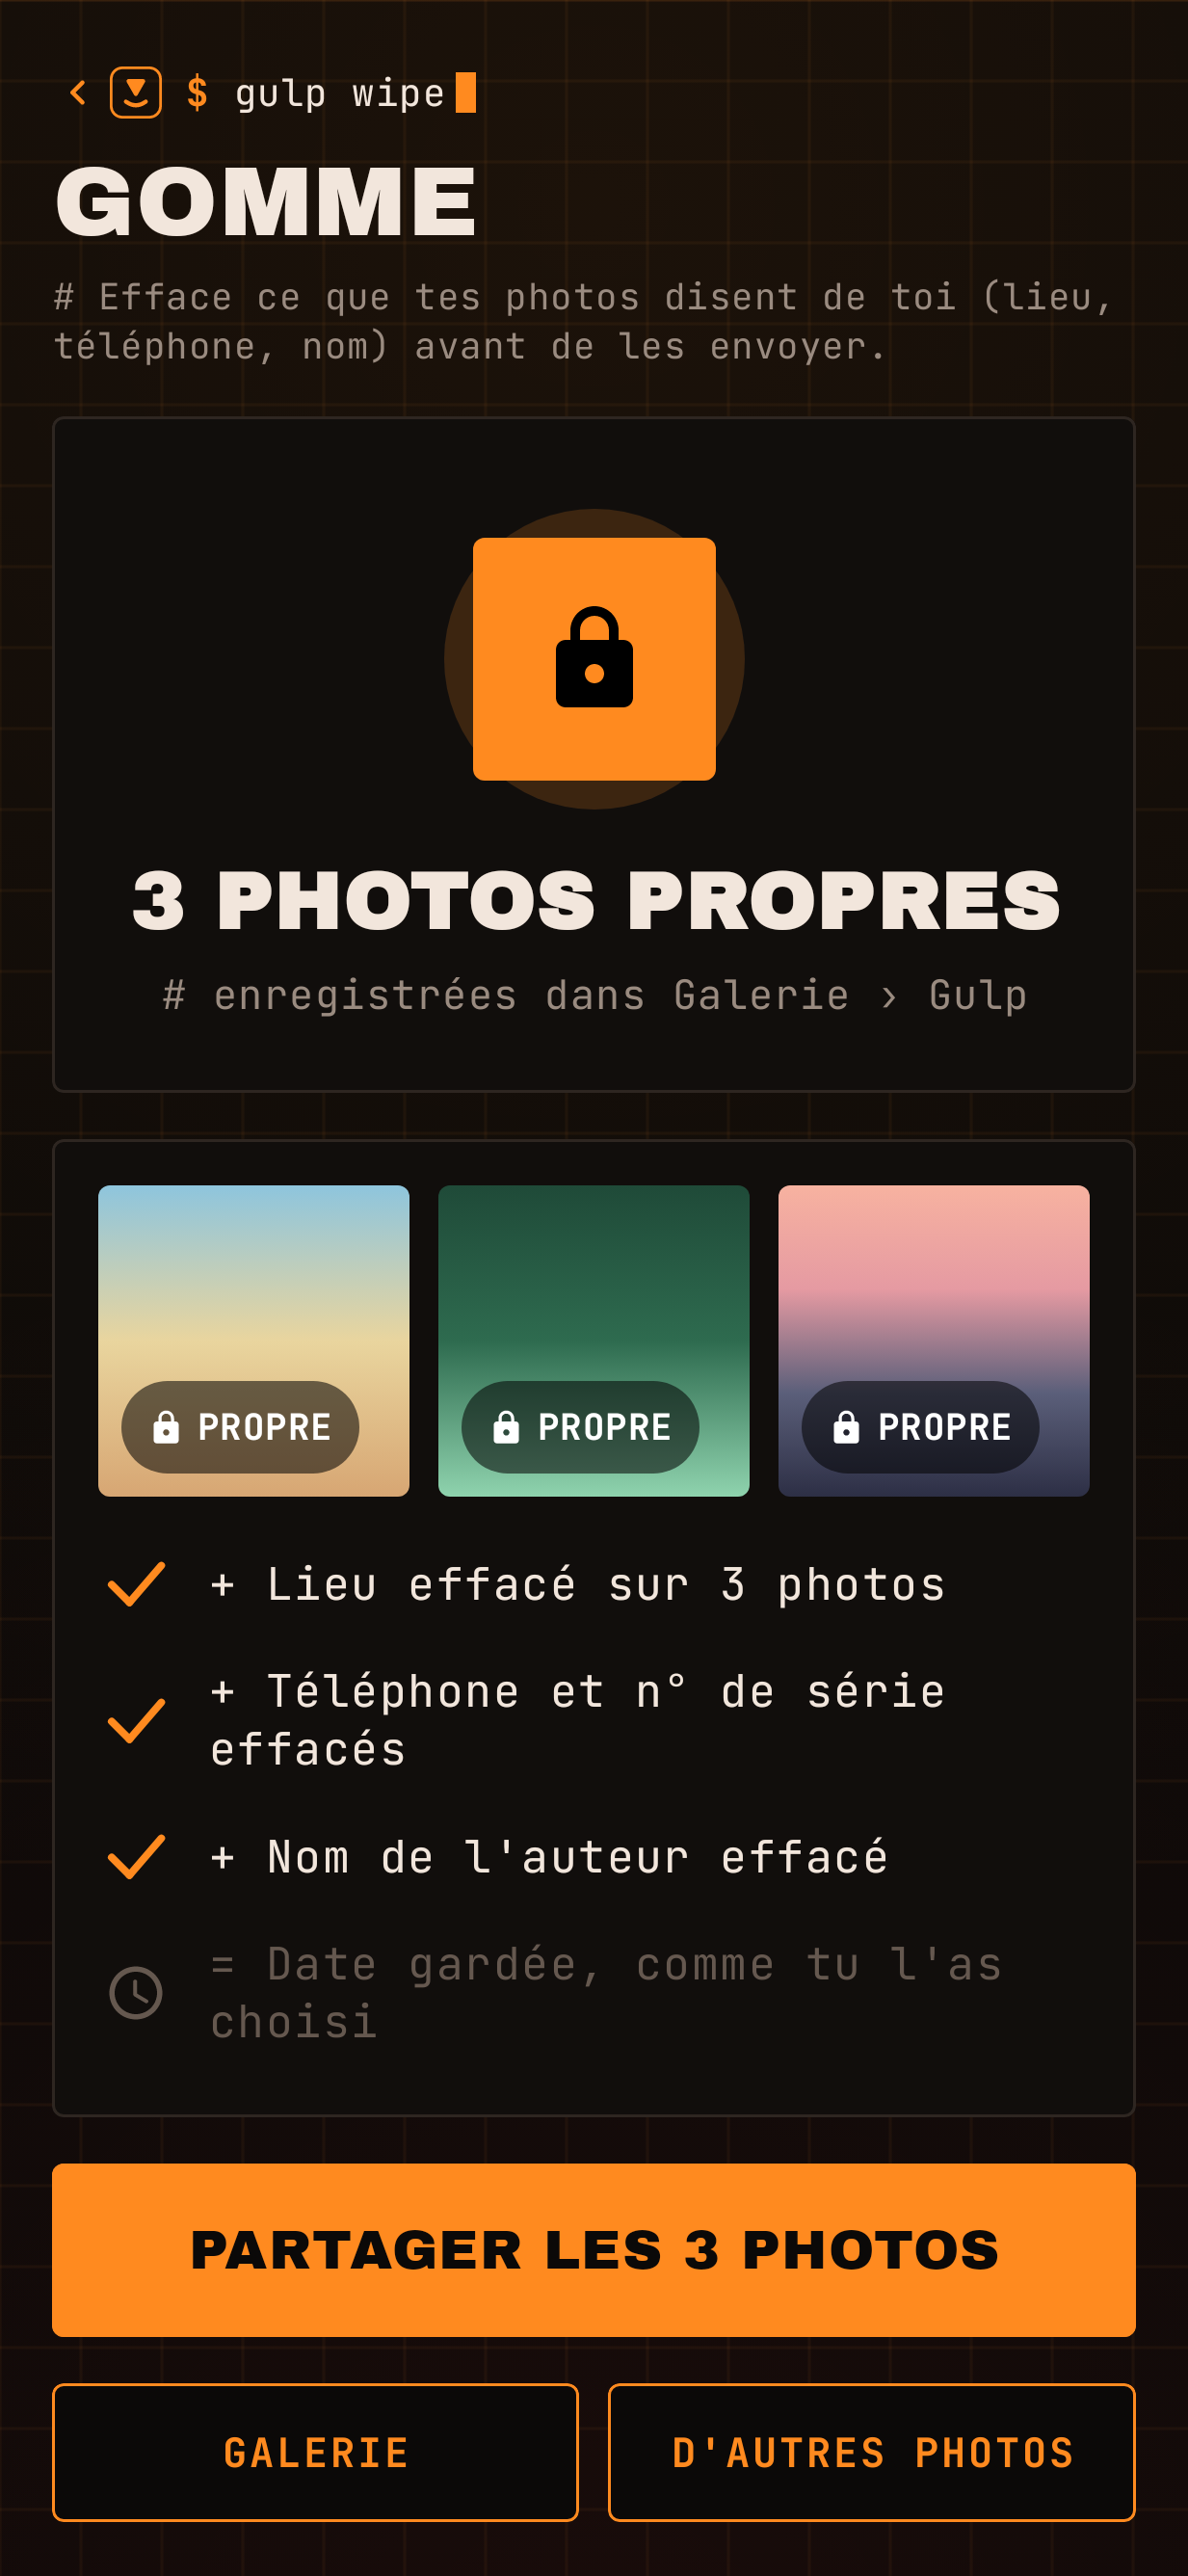 $ gulp wipe
GOMME
# Efface ce que tes photos disent de toi (lieu,
téléphone, nom) avant de les envoyer.
3 PHOTOS PROPRES
# enregistrées dans Galerie › Gulp
PROPRE
PROPRE
PROPRE
+ Lieu effacé sur 3 photos
+ Téléphone et n° de série
effacés
+ Nom de l'auteur effacé
= Date gardée, comme tu l'as
choisi
PARTAGER LES 3 PHOTOS
GALERIE
D'AUTRES PHOTOS